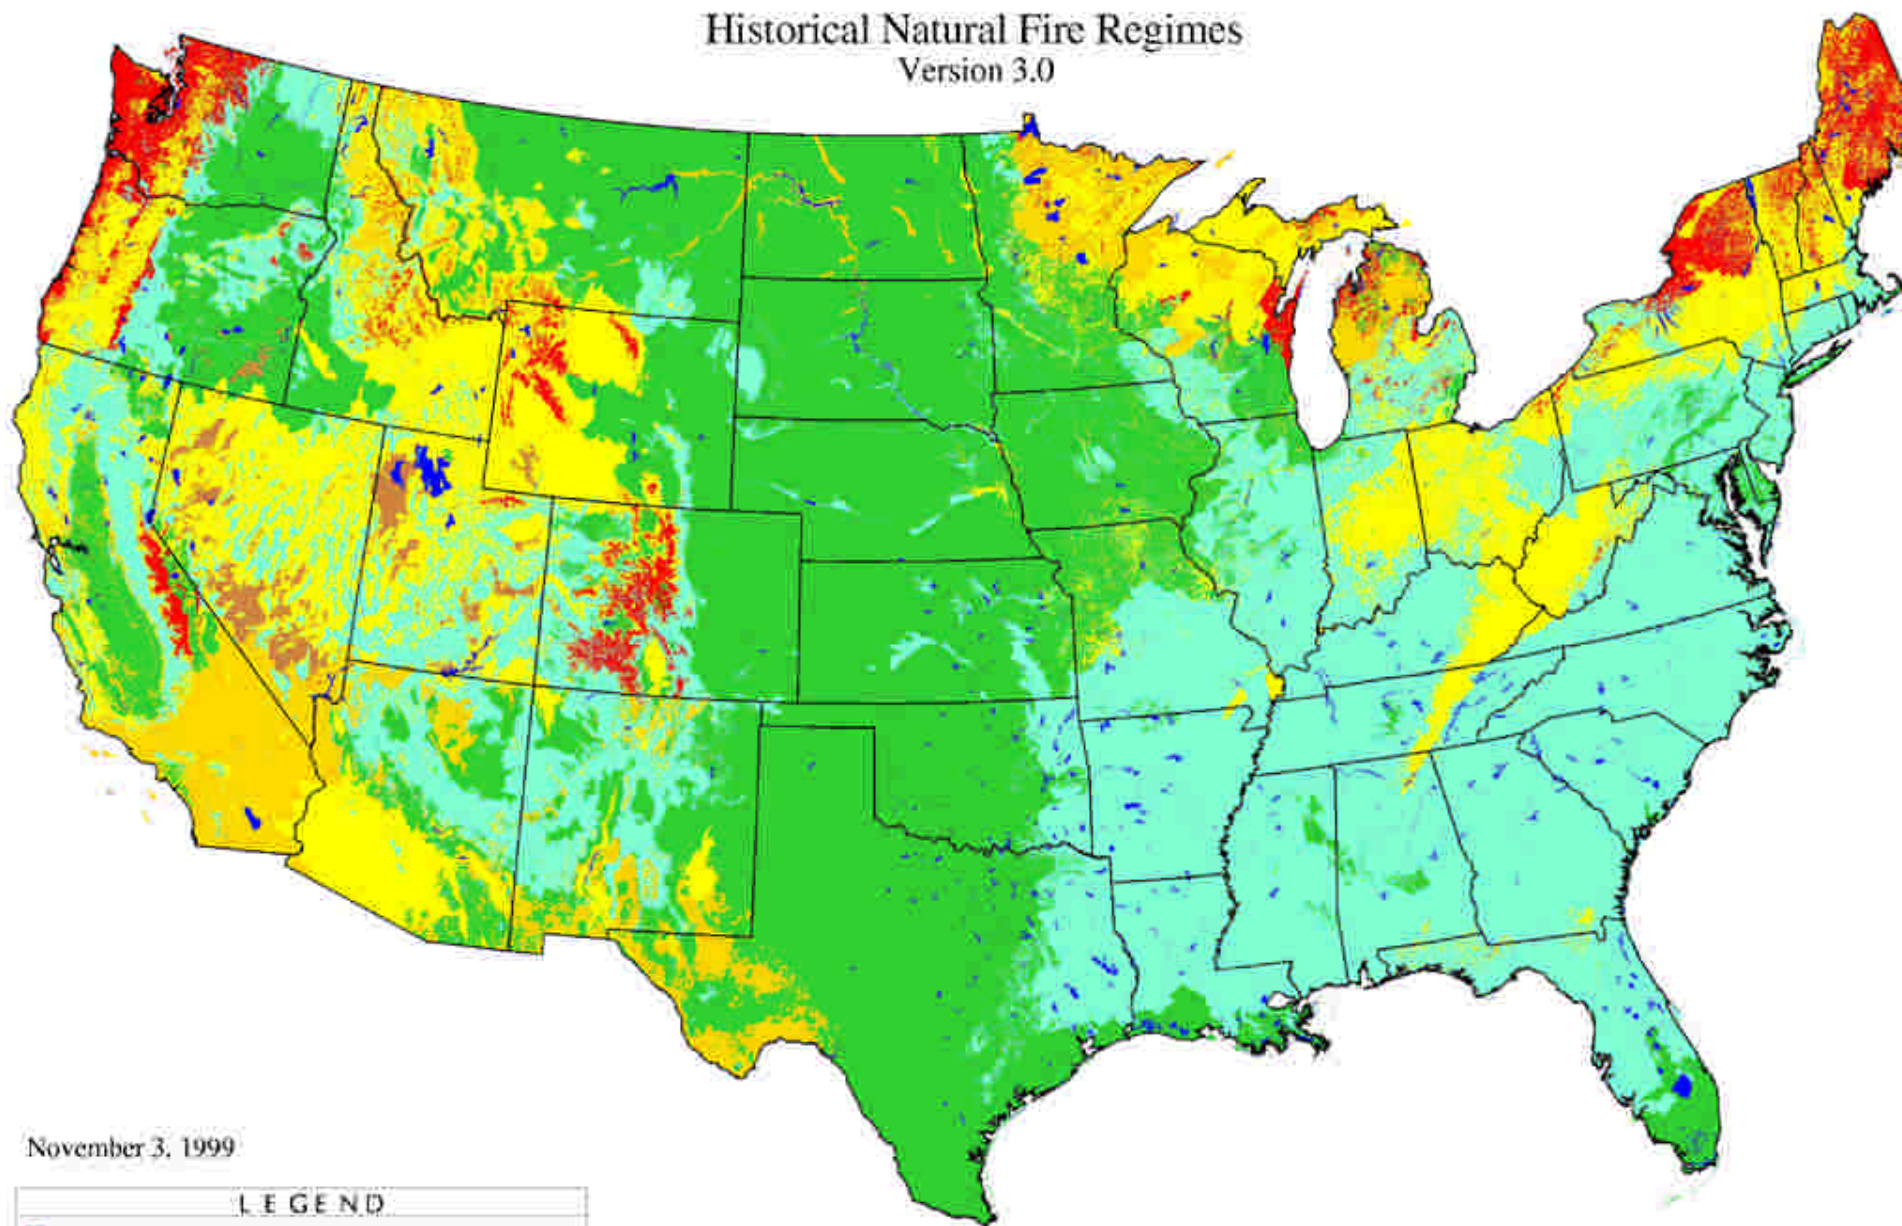 Historical Natural Fire Regimes
Version 3.0
November 3, 1999
LEGEND